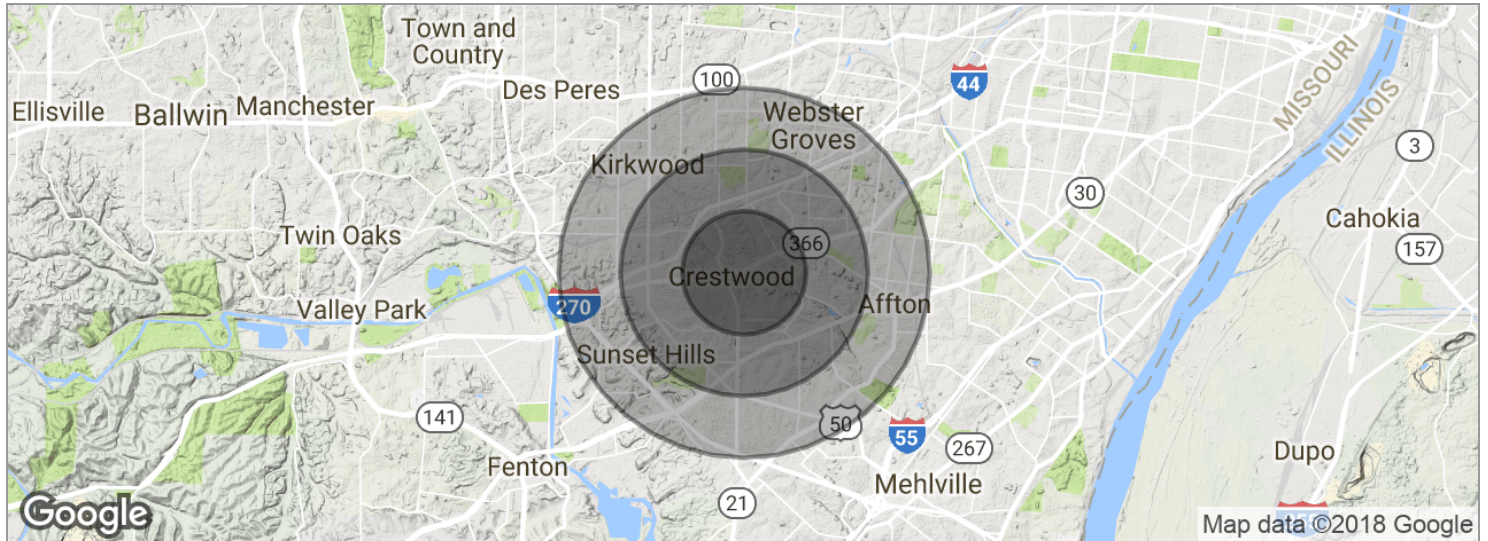 Town and
Country
Des Peres
100
44
MISSOURI
ILLINOIS
Ellisville
Ballwin
Manchester
Webster
Groves
3
Kirkwood
30
Twin Oaks
366
Cahokia
157
Crestwood
Valley Park
270
Affton
Sunset Hills
141
50
55
267
Dupo
Fenton
Mehlville
21
Google
Map data ©2018 Google